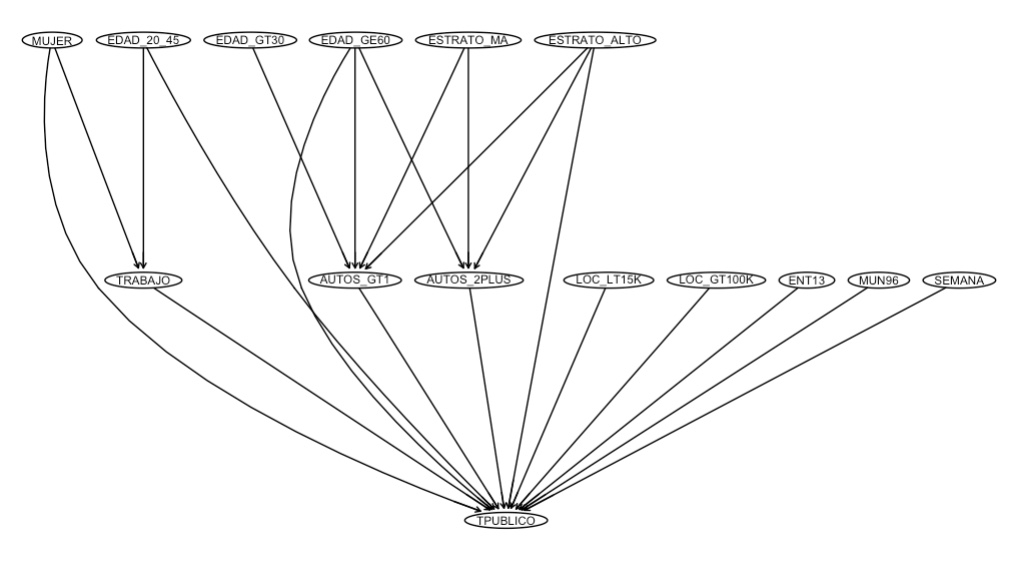 MUJER EDAD_20_45 EDAD_GT30 EDAD_GE60 ESTRATO_MA ESTRATO_ALTO
TRABAJO AUTOS_GT1 AUTOS_2PLUS LOC_LT15K LOC_GT100K ENT13 MUN96 SEMANA
TPUBLICO